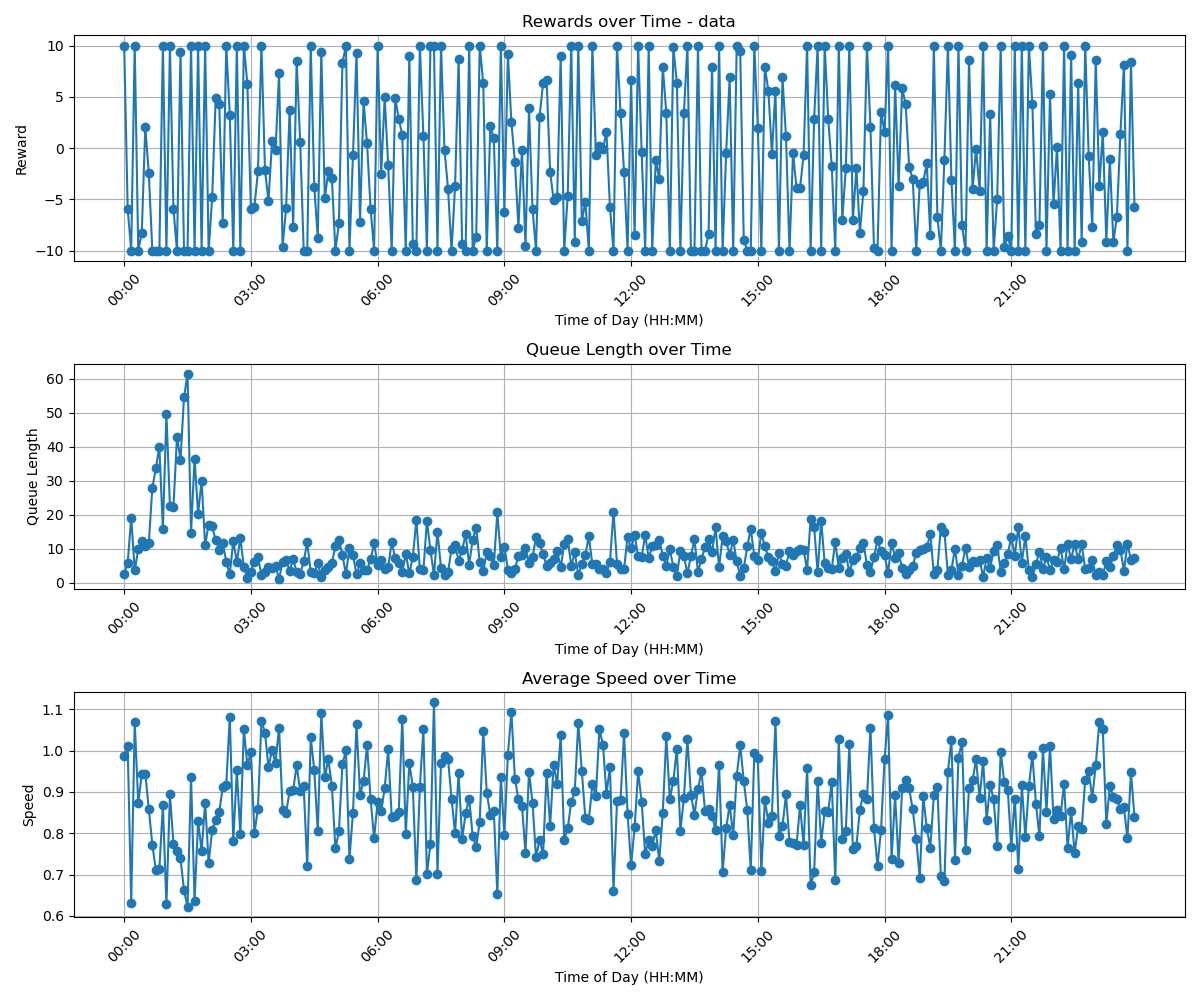 Rewards over Time - data
10
5
0
−5
−10
Reward
00:00 03:00 06:00 09:00 12:00 15:00 18:00 21:00
Time of Day (HH:MM)
Queue Length over Time
60
50
40
30
20
10
0
Queue Length
00:00 03:00 06:00 09:00 12:00 15:00 18:00 21:00
Time of Day (HH:MM)
Average Speed over Time
1.1
1.0
0.9
0.8
0.7
0.6
Speed
00:00 03:00 06:00 09:00 12:00 15:00 18:00 21:00
Time of Day (HH:MM)